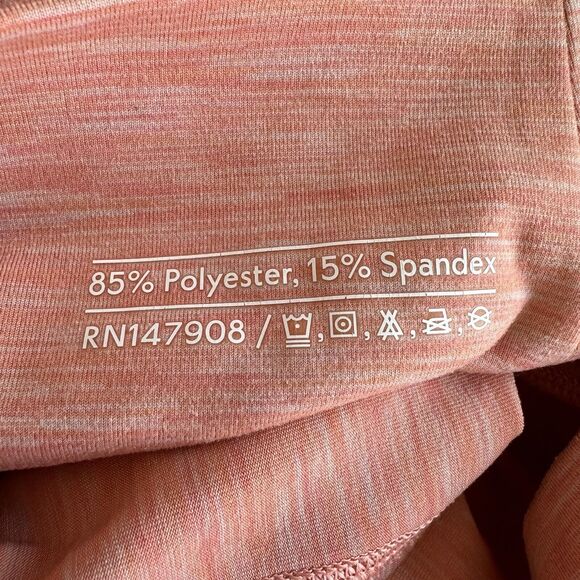 85% Polyester, 15% Spandex
RN147908 / , , , ,